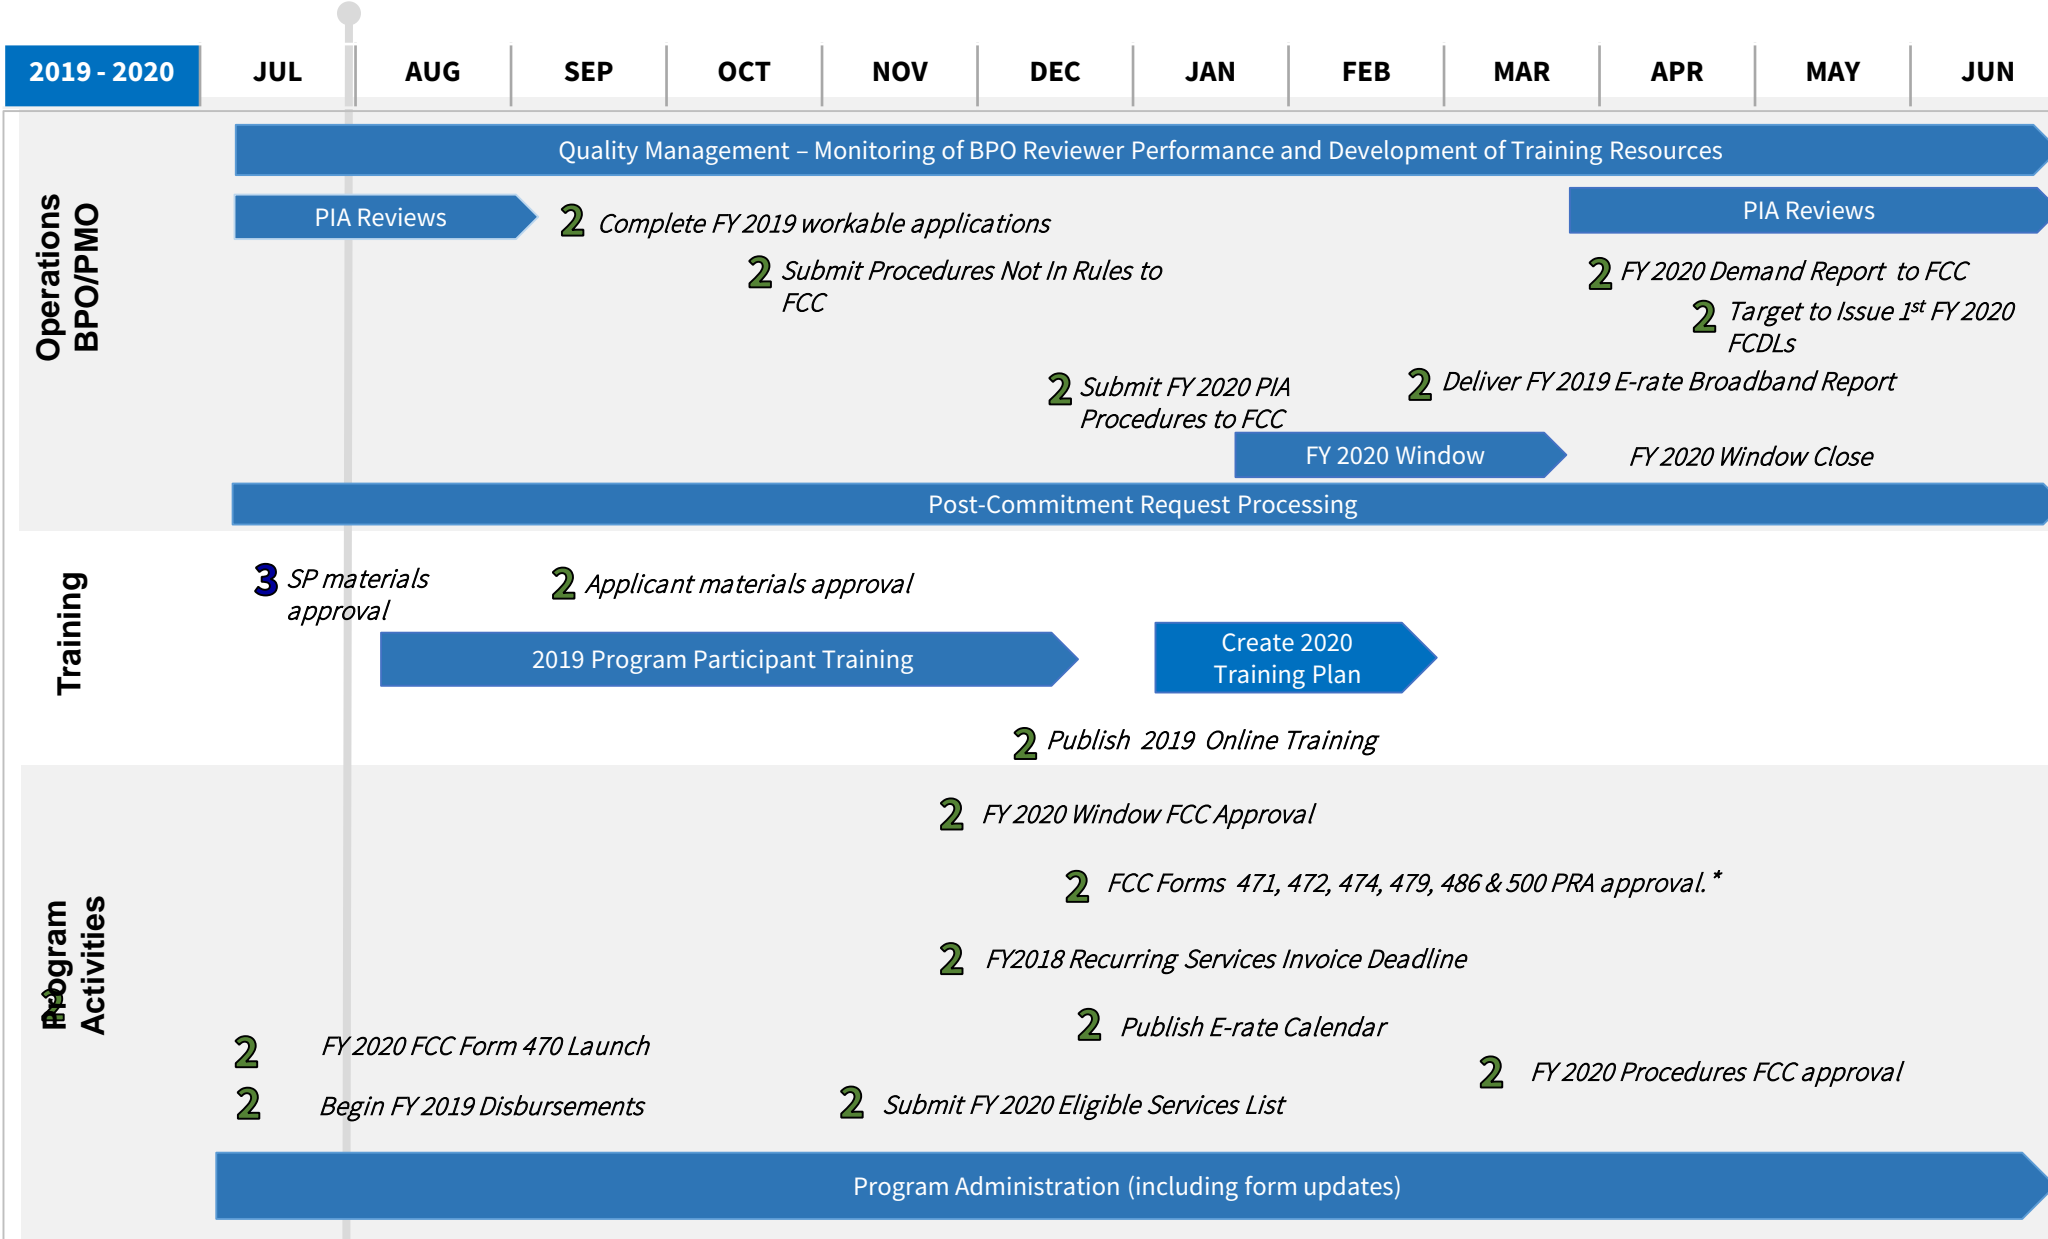 2019 - 2020 JUL AUG SEP OCT NOV DEC JAN FEB MAR APR MAY JUN
Operations
BPO/PMO
Quality Management – Monitoring of BPO Reviewer Performance and Development of Training Resources
PIA Reviews
2 Complete FY 2019 workable applications
PIA Reviews
2 Submit Procedures Not In Rules to
FCC
2 FY 2020 Demand Report to FCC
2 Target to Issue 1st FY 2020
FCDLs
2 Submit FY 2020 PIA
Procedures to FCC
2 Deliver FY 2019 E-rate Broadband Report
FY 2020 Window
FY 2020 Window Close
Post-Commitment Request Processing
Training
3 SP materials
approval
2 Applicant materials approval
2019 Program Participant Training
Create 2020
Training Plan
2 Publish 2019 Online Training
Program
Activities
2
2 FY 2020 Window FCC Approval
2 FCC Forms 471, 472, 474, 479, 486 & 500 PRA approval. *
2 FY2018 Recurring Services Invoice Deadline
2 Publish E-rate Calendar
2 FY 2020 FCC Form 470 Launch
2 FY 2020 Procedures FCC approval
2 Begin FY 2019 Disbursements
2 Submit FY 2020 Eligible Services List
Program Administration (including form updates)